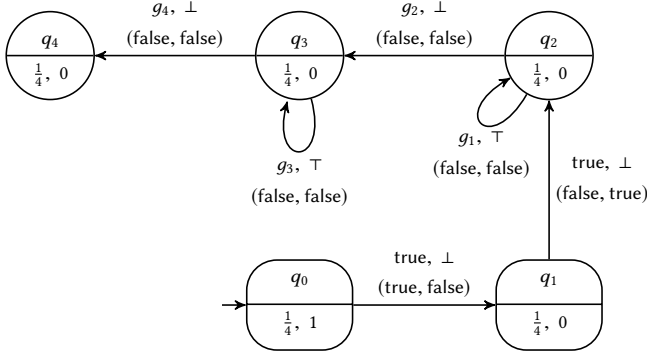 g₄, ⊥
(false, false)
g₂, ⊥
(false, false)
q₄
¼, 0
q₃
¼, 0
q₂
¼, 0
g₃, ⊤
(false, false)
g₁, ⊤
(false, false)
true, ⊥
(false, true)
true, ⊥
(true, false)
q₀
¼, 1
q₁
¼, 0